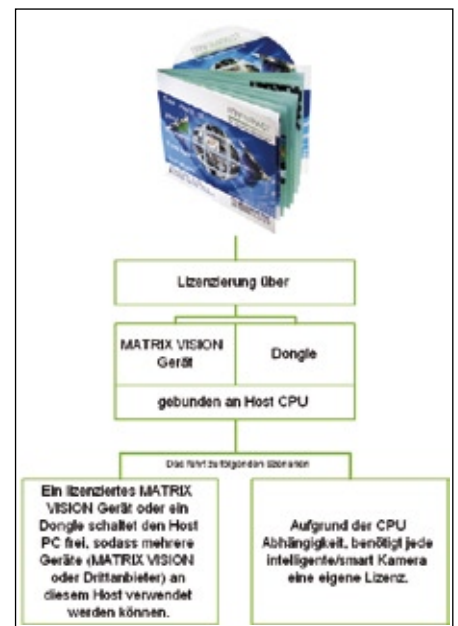 Lizenzierung über
MATRIX VISION
Gerät
Dongle
gebunden an Host CPU
Das führt zu folgenden Szenarien
Ein lizenziertes MATRIX
VISION Gerät oder ein
Dongle schaltet den Host
PC frei, sodass mehrere
Geräte (MATRIX VISION
oder Drittanbieter) an
diesem Host verwendet
werden können.
Aufgrund der CPU
Abhängigkeit, benötigt jede
intelligente/smart Kamera
eine eigene Lizenz.